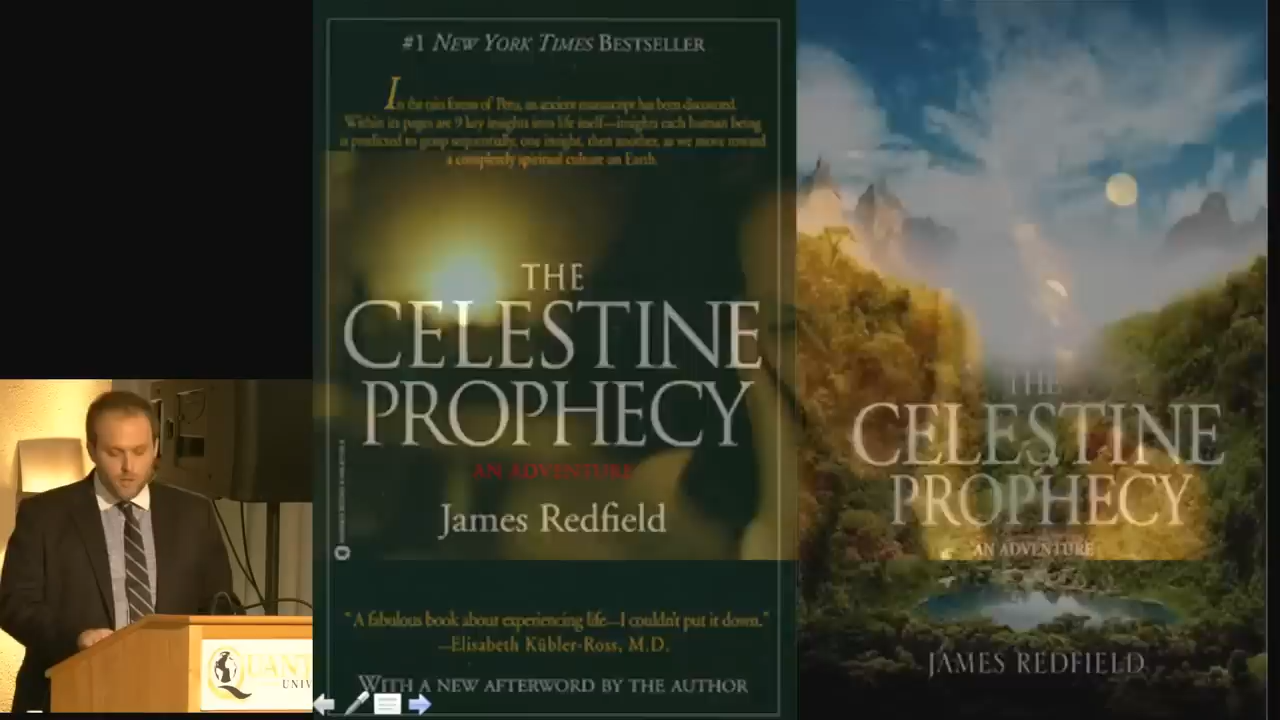 #1 NEW YORK TIMES BESTSELLER
In the rain forests of Peru, an ancient manuscript has been discovered.
Within its pages are 9 key insights into life itself—insights each human being
is predicted to grasp sequentially, one insight, then another, as we move toward
a completely spiritual culture on Earth.
THE
CELESTINE
PROPHECY
AN ADVENTURE
James Redfield
"A fabulous book about experiencing life—I couldn't put it down."
—Elisabeth Kübler-Ross, M.D.
WITH A NEW AFTERWORD BY THE AUTHOR
THE
CELESTINE
PROPHECY
AN ADVENTURE
JAMES REDFIELD
QUANT
UNIV